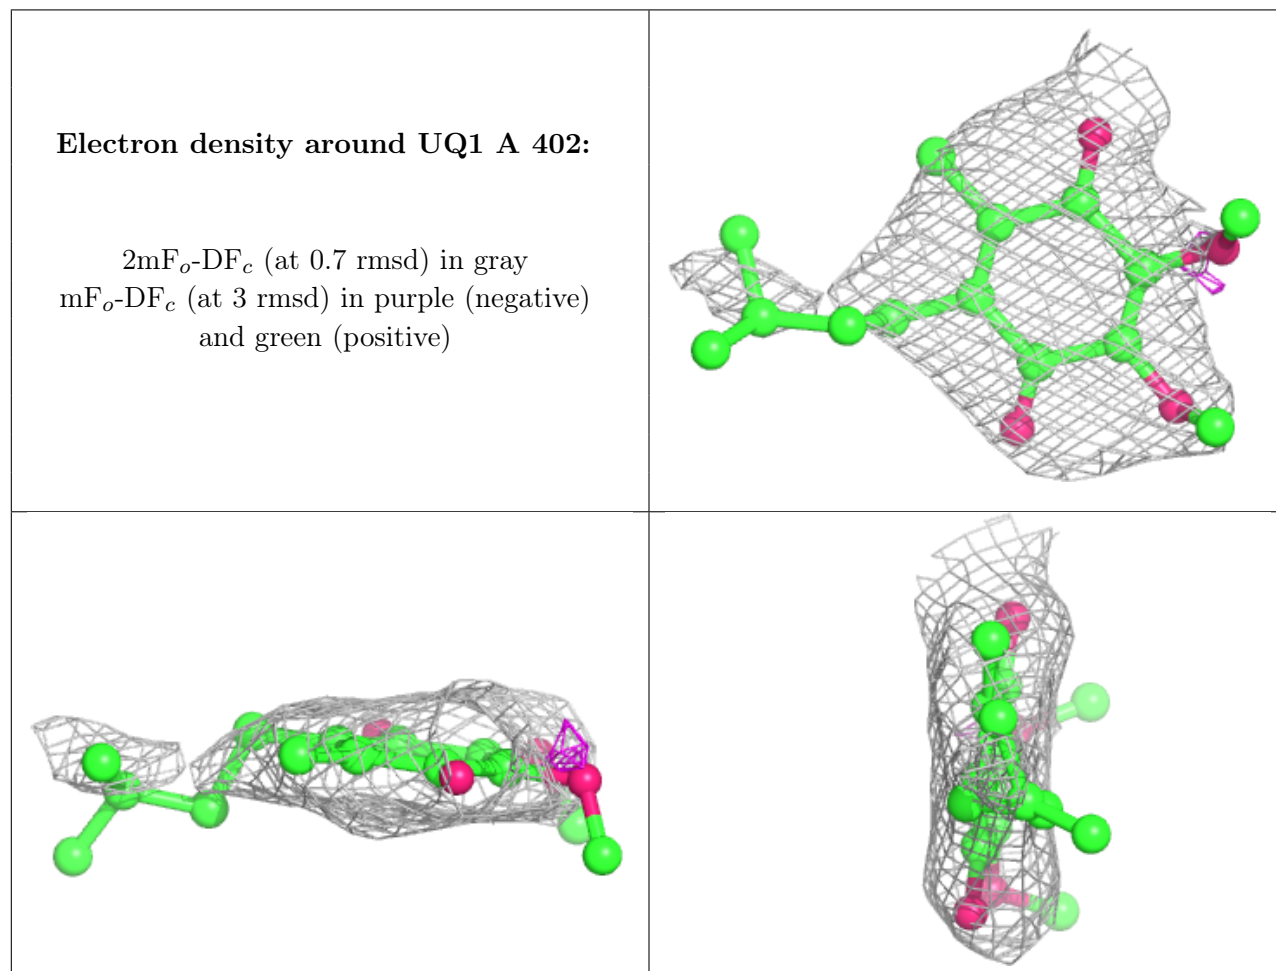 Electron density around UQ1 A 402:
2mFo-DFc (at 0.7 rmsd) in gray
mFo-DFc (at 3 rmsd) in purple (negative)
and green (positive)